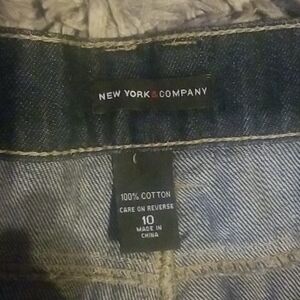 NEW YORK&COMPANY
100% COTTON
CARE ON REVERSE
10
MADE IN
CHINA